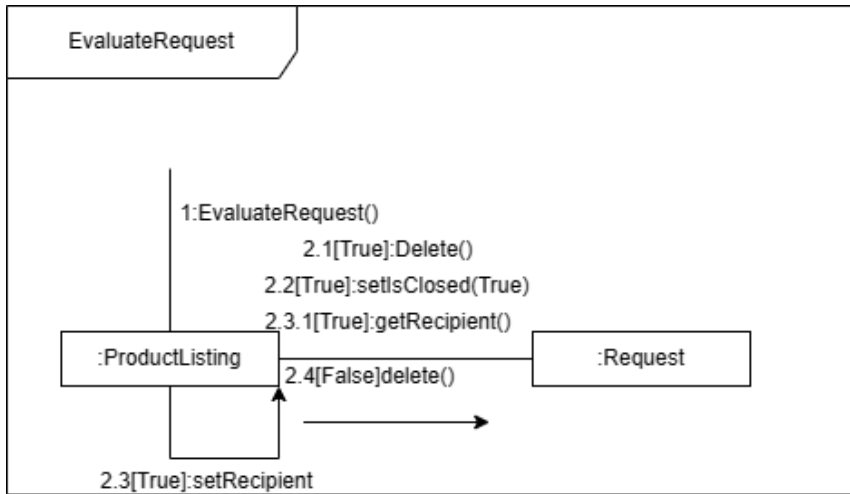 EvaluateRequest
1:EvaluateRequest()
2.1[True]:Delete()
2.2[True]:setIsClosed(True)
2.3.1[True]:getRecipient()
:ProductListing
:Request
2.4[False]delete()
2.3[True]:setRecipient